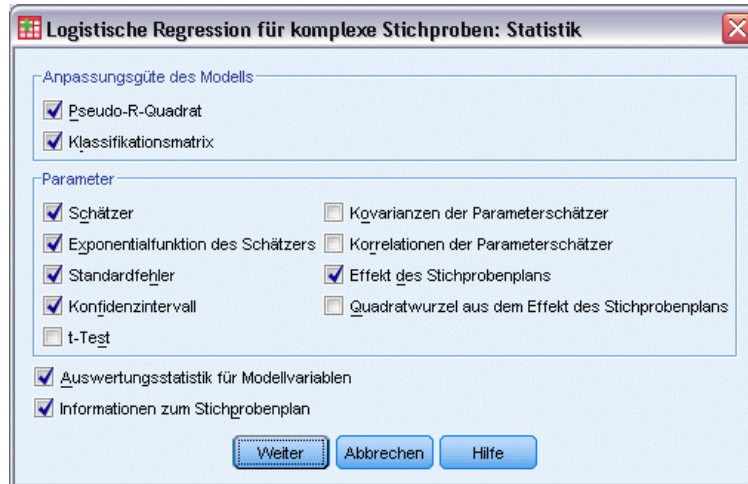 Logistische Regression für komplexe Stichproben: Statistik
Anpassungsgüte des Modells
Pseudo-R-Quadrat
Klassifikationsmatrix
Parameter
Schätzer
Kovarianzen der Parameterschätzer
Exponentialfunktion des Schätzers
Korrelationen der Parameterschätzer
Standardfehler
Effekt des Stichprobenplans
Konfidenzintervall
Quadratwurzel aus dem Effekt des Stichprobenplans
t-Test
Auswertungsstatistik für Modellvariablen
Informationen zum Stichprobenplan
Weiter
Abbrechen
Hilfe